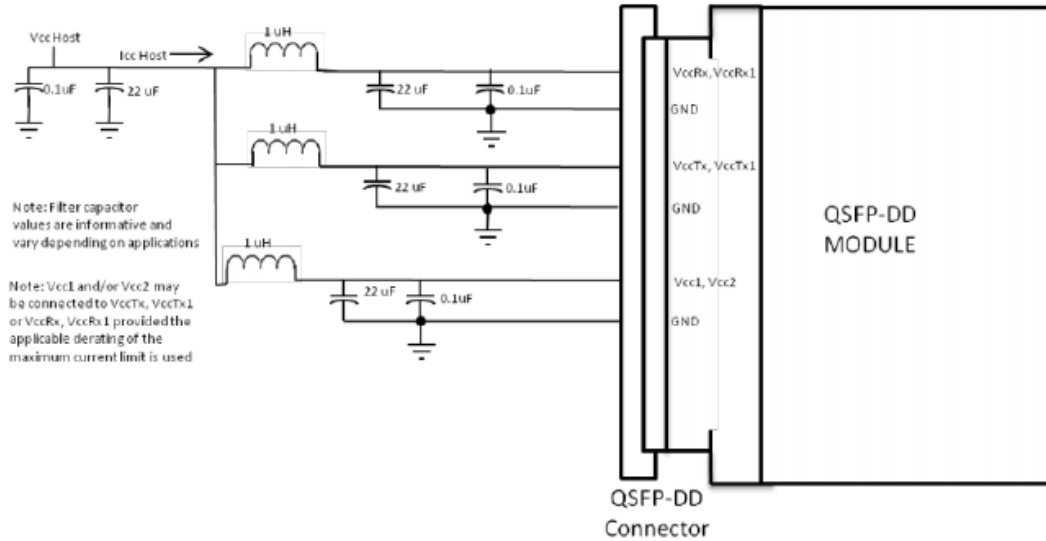 Vcc Host
Icc Host
0.1uF
22 uF
1 uH
22 uF
0.1uF
VccRx, VccRx1
GND
1 uH
22 uF
0.1uF
VccTx, VccTx1
GND
Note: Filter capacitor
values are informative and
vary depending on applications
1 uH
22 uF
0.1uF
Vcc1, Vcc2
GND
Note: Vcc1 and/or Vcc2 may
be connected to VccTx, VccTx1
or VccRx, VccRx1 provided the
applicable derating of the
maximum current limit is used
QSFP-DD
MODULE
QSFP-DD
Connector